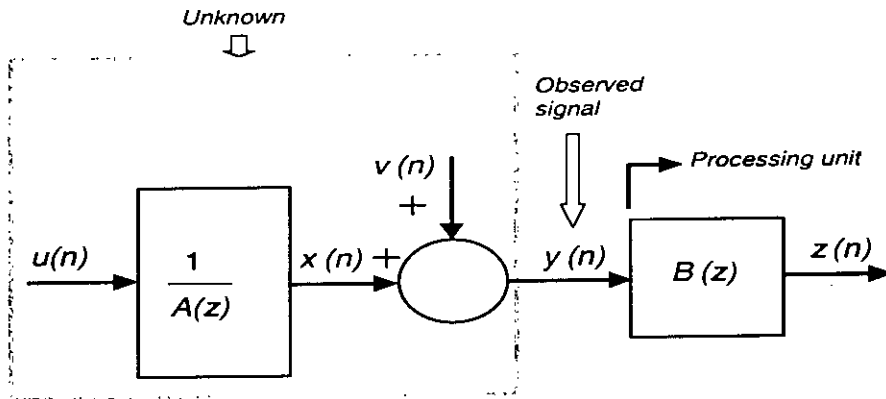 Unknown
Observed
signal
Processing unit
v(n)
+
u(n)
1
A(z)
x(n)
+
y(n)
B(z)
z(n)